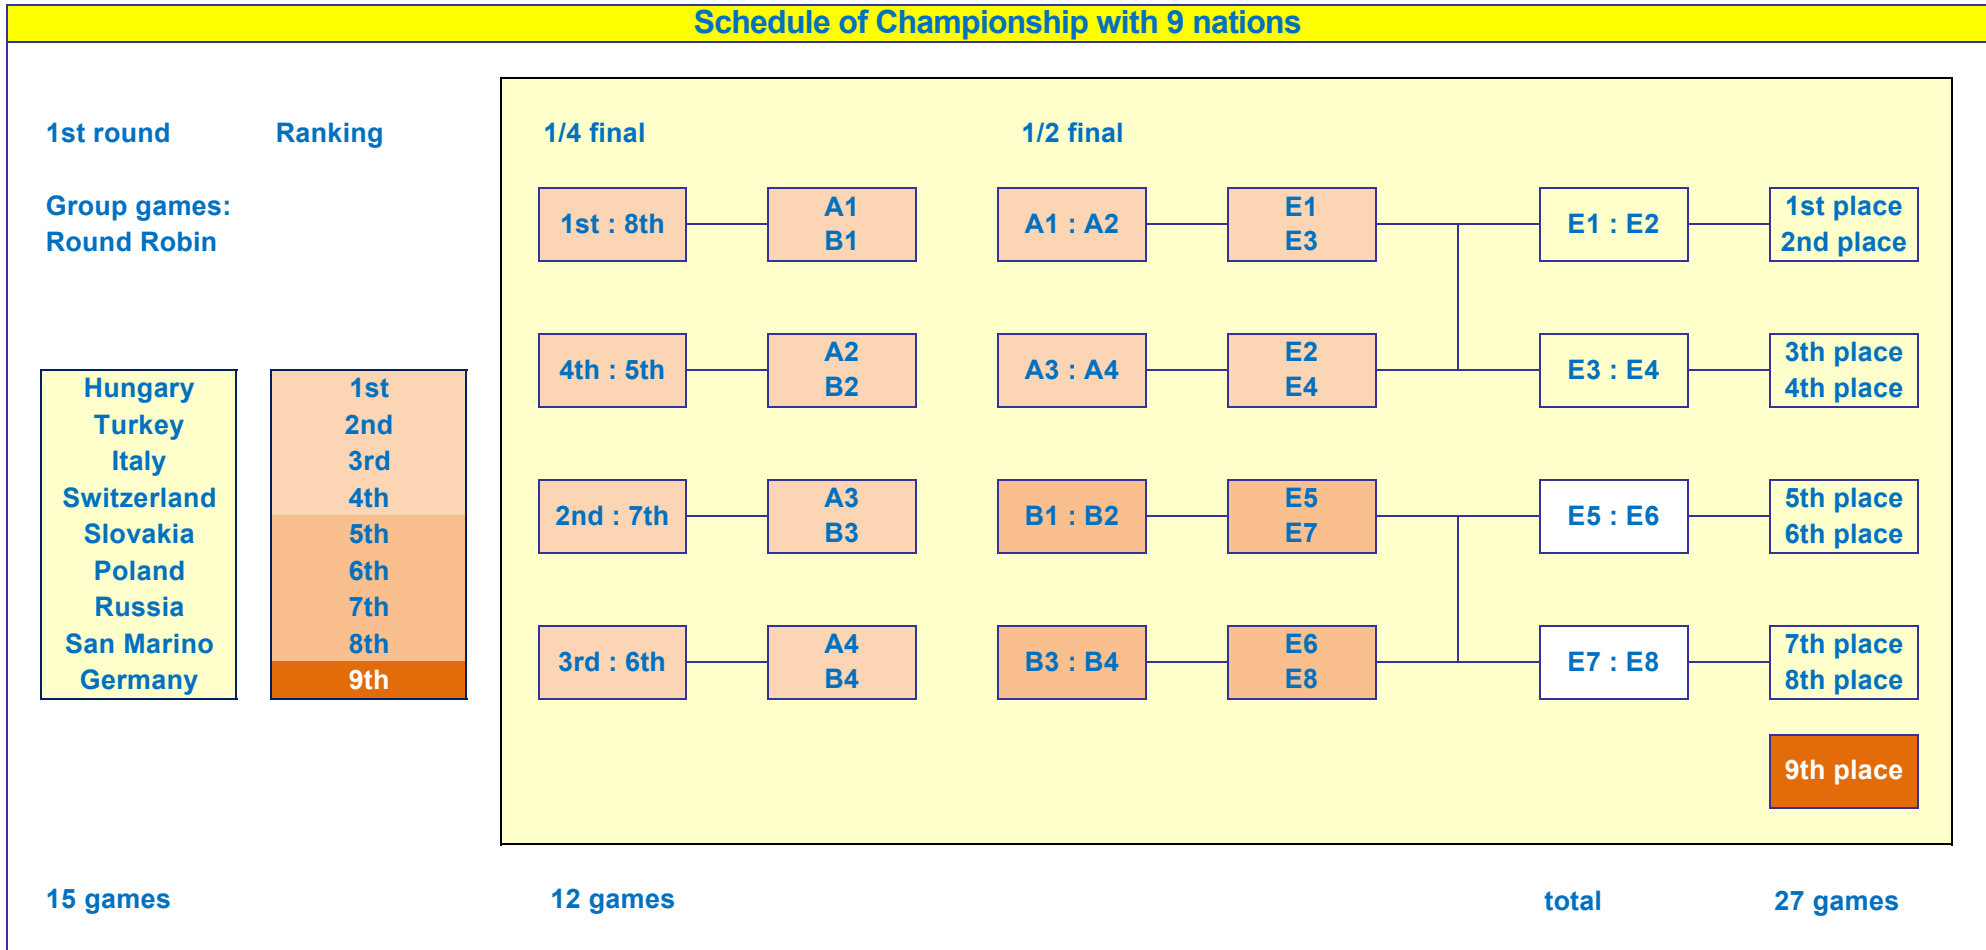 Schedule of Championship with 9 nations
1st round
Ranking
1/4 final
1/2 final
Group games:
Round Robin
1st : 8th
A1
B1
A1 : A2
E1
E3
E1 : E2
1st place
2nd place
4th : 5th
A2
B2
A3 : A4
E2
E4
E3 : E4
3th place
4th place
Hungary 1st
Turkey 2nd
Italy 3rd
Switzerland 4th
Slovakia 5th
Poland 6th
Russia 7th
San Marino 8th
Germany 9th
2nd : 7th
A3
B3
B1 : B2
E5
E7
E5 : E6
5th place
6th place
3rd : 6th
A4
B4
B3 : B4
E6
E8
E7 : E8
7th place
8th place
9th place
15 games
12 games
total
27 games